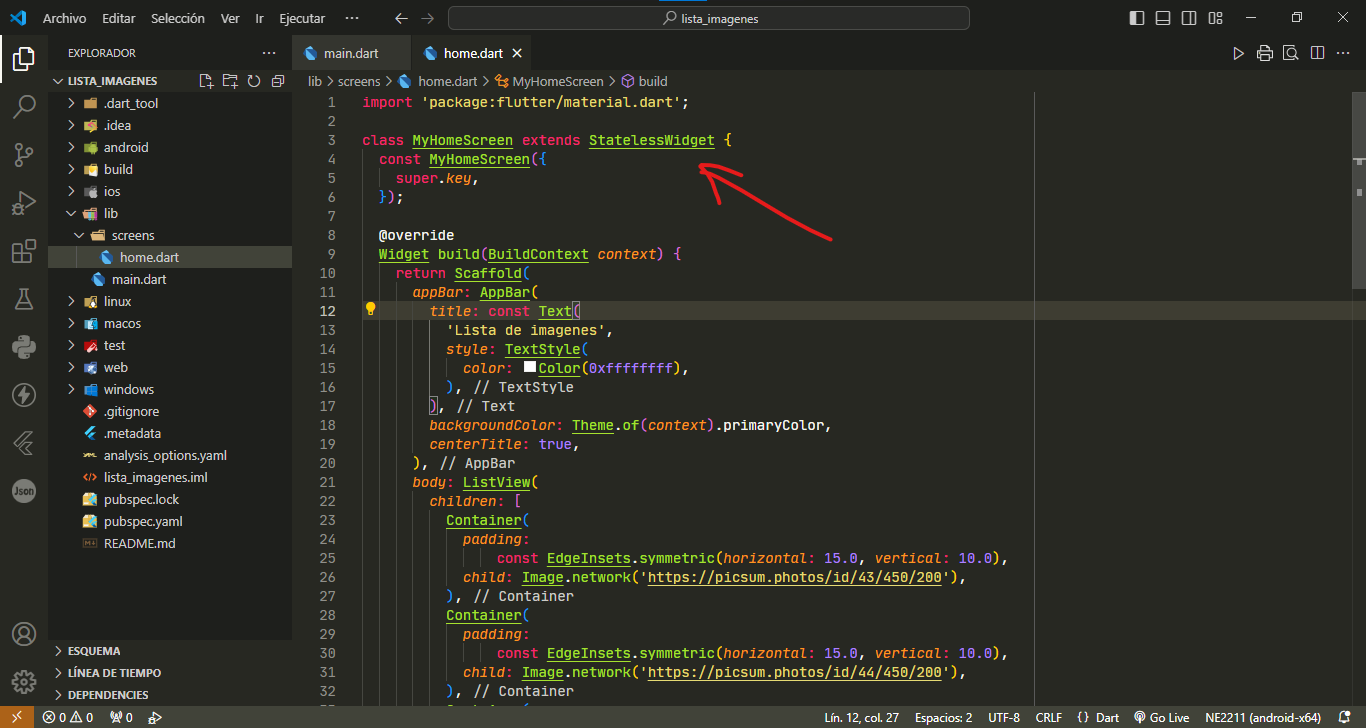 Archivo Editar Selección Ver Ir Ejecutar ···
lista_imagenes
EXPLORADOR
LISTA_IMAGENES
.dart_tool
.idea
android
build
ios
lib
screens
home.dart
main.dart
linux
macos
test
web
windows
.gitignore
.metadata
analysis_options.yaml
lista_imagenes.iml
pubspec.lock
pubspec.yaml
README.md
ESQUEMA
LÍNEA DE TIEMPO
DEPENDENCIES
Json
main.dart home.dart
lib > screens > home.dart > MyHomeScreen > build
1 import 'package:flutter/material.dart';
2
3 class MyHomeScreen extends StatelessWidget {
4 const MyHomeScreen({
5 super.key,
6 });
7
8 @override
9 Widget build(BuildContext context) {
10 return Scaffold(
11 appBar: AppBar(
12 title: const Text(
13 'Lista de imagenes',
14 style: TextStyle(
15 color: Color(0xffffffff),
16 ), // TextStyle
17 ), // Text
18 backgroundColor: Theme.of(context).primaryColor,
19 centerTitle: true,
20 ), // AppBar
21 body: ListView(
22 children: [
23 Container(
24 padding:
25 const EdgeInsets.symmetric(horizontal: 15.0, vertical: 10.0),
26 child: Image.network('https://picsum.photos/id/43/450/200'),
27 ), // Container
28 Container(
29 padding:
30 const EdgeInsets.symmetric(horizontal: 15.0, vertical: 10.0),
31 child: Image.network('https://picsum.photos/id/44/450/200'),
32 ), // Container
0 0 0 Lín. 12, col. 27 Espacios: 2 UTF-8 CRLF {} Dart Go Live NE2211 (android-x64)